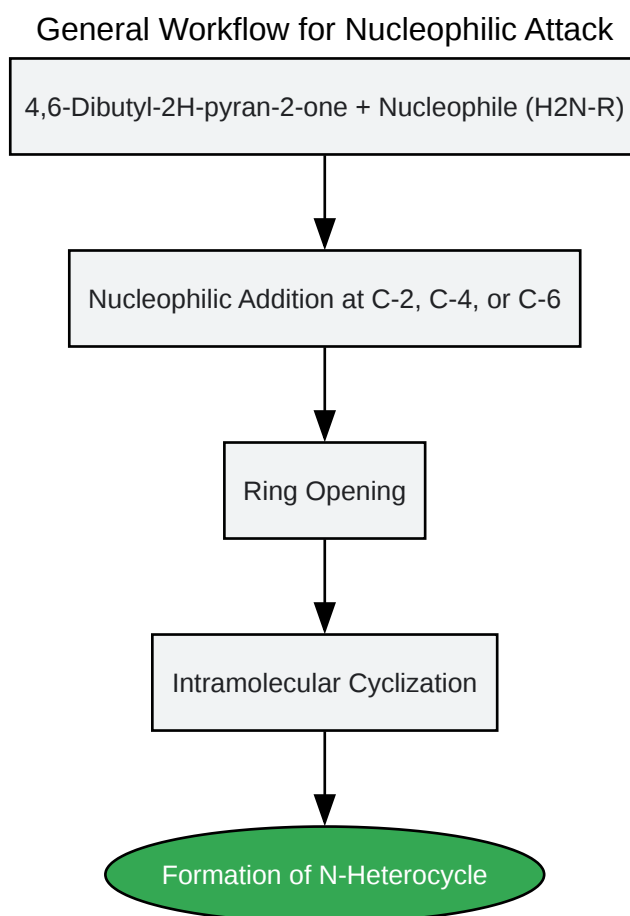 General Workflow for Nucleophilic Attack
4,6-Dibutyl-2H-pyran-2-one + Nucleophile (H2N-R)
Nucleophilic Addition at C-2, C-4, or C-6
Ring Opening
Intramolecular Cyclization
Formation of N-Heterocycle